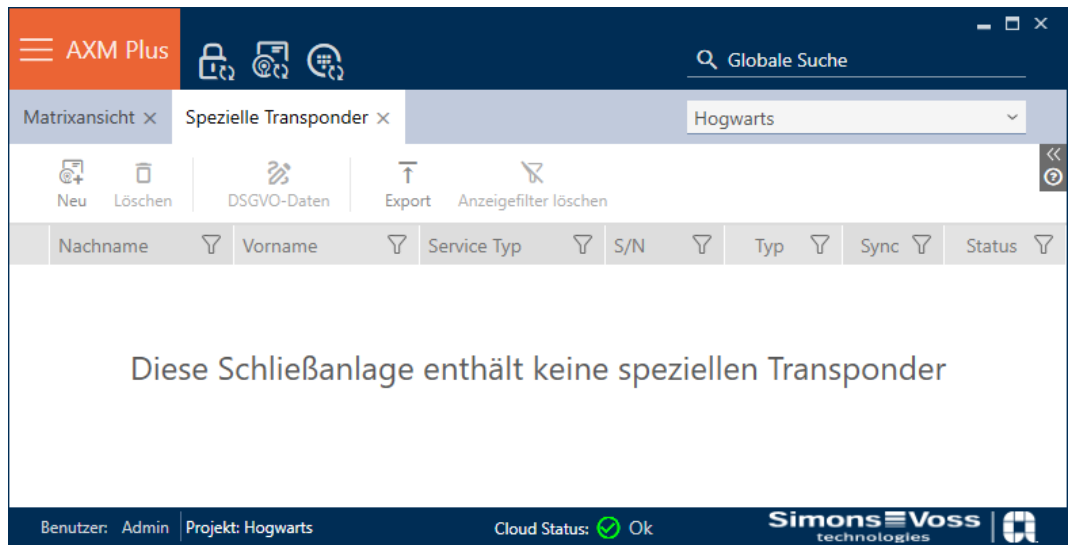 AXM Plus
Globale Suche
Matrixansicht
Spezielle Transponder
Hogwarts
Neu
Löschen
DSGVO-Daten
Export
Anzeigefilter löschen
Nachname Vorname Service Typ S/N Typ Sync Status
Diese Schließanlage enthält keine speziellen Transponder
Benutzer: Admin Projekt: Hogwarts Cloud Status: Ok
SimonsVoss
technologies